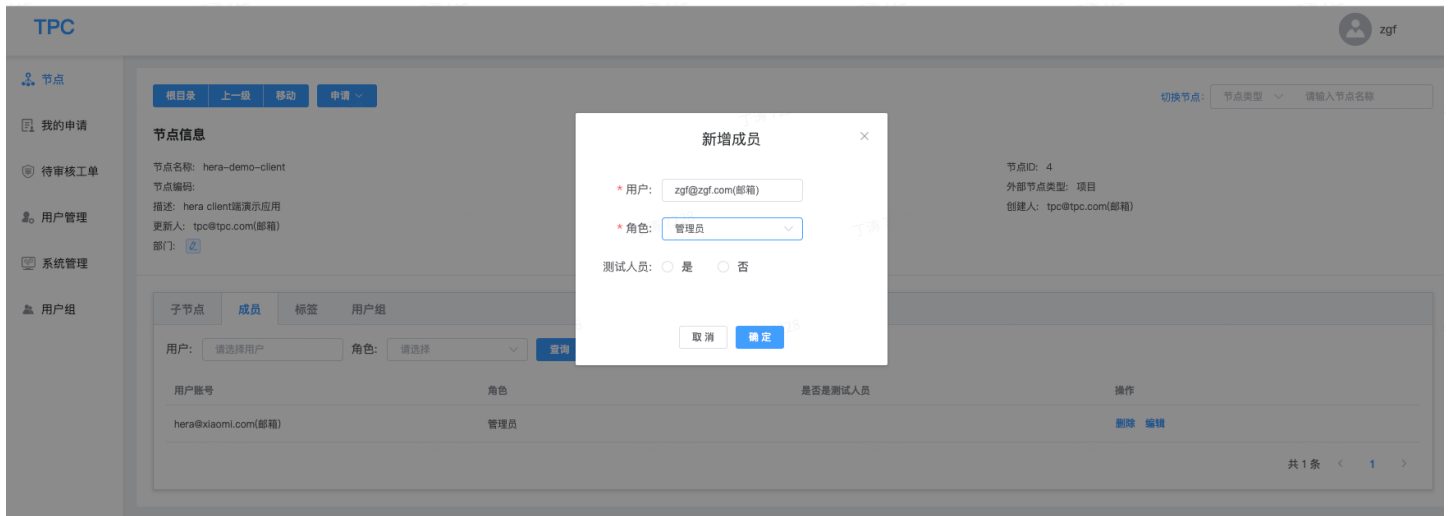 TPC
zgf
节点
我的申请
待审核工单
用户管理
系统管理
用户组
根目录 上一级 移动 申请
切换节点: 节点类型 请输入节点名称
节点信息
节点名称: hera-demo-client
节点ID: 4
节点编码:
外部节点类型: 项目
描述: hera client端演示应用
创建人: tpc@tpc.com(邮箱)
更新人: tpc@tpc.com(邮箱)
部门:
新增成员
* 用户: zgf@zgf.com(邮箱)
* 角色: 管理员
测试人员: 是 否
取消 确定
子节点 成员 标签 用户组
用户: 请选择用户 角色: 请选择 查询
用户账号 角色 是否是测试人员 操作
hera@xiaomi.com(邮箱) 管理员 删除 编辑
共 1 条 < 1 >